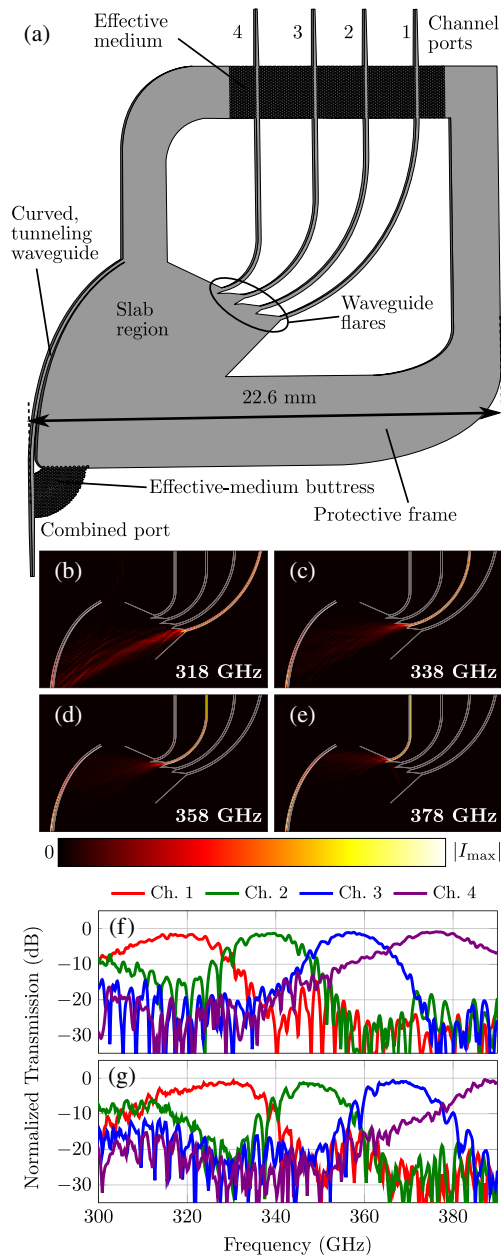 (a)
Effective
medium
4 3 2 1
Channel
ports
Curved,
tunneling
waveguide
Slab
region
Waveguide
flares
22.6 mm
Effective-medium buttress
Combined port
Protective frame
(b)
318 GHz
(c)
338 GHz
(d)
358 GHz
(e)
378 GHz
0
|Imax|
Ch. 1 Ch. 2 Ch. 3 Ch. 4
Normalized Transmission (dB)
(f)
0
−10
−20
−30
(g)
0
−10
−20
−30
300 320 340 360 380
Frequency (GHz)